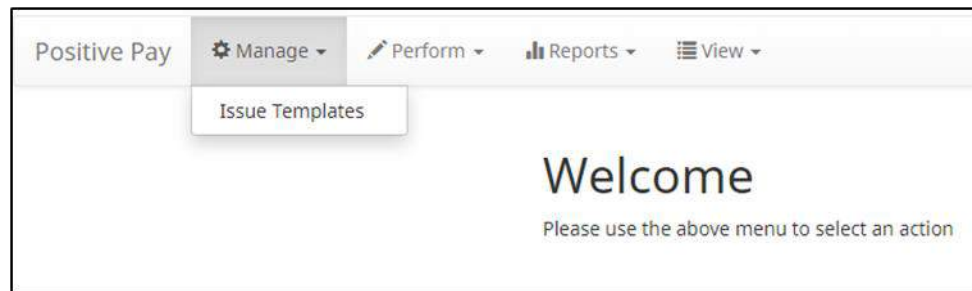 Positive Pay Manage Perform Reports View
Issue Templates
Welcome
Please use the above menu to select an action